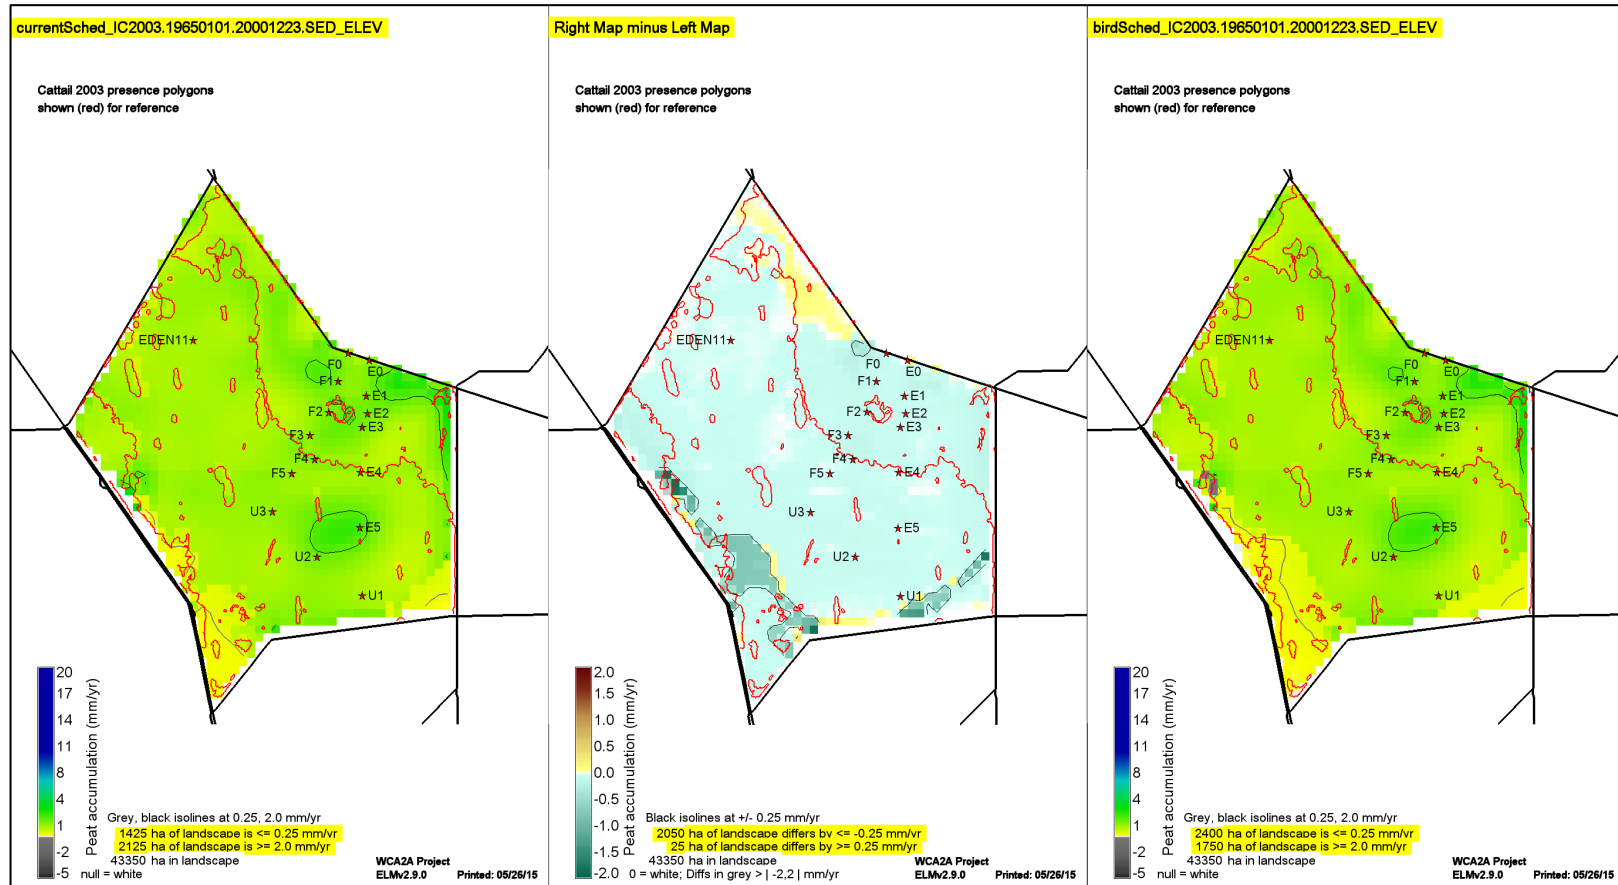 currentSched_IC2003.19650101.20001223.SED_ELEV
Cattail 2003 presence polygons
shown (red) for reference
EDEN11
F0
E0
F1
E1
F2
E2
E3
F3
F4
E4
F5
U3
E5
U2
U1
20
17
14
11
8
4
1
-2
-5
Peat accumulation (mm/yr)
Grey, black isolines at 0.25, 2.0 mm/yr
1425 ha of landscape is <= 0.25 mm/yr
2125 ha of landscape is >= 2.0 mm/yr
43350 ha in landscape
null = white
WCA2A Project
ELMv2.9.0 Printed: 05/26/15
Right Map minus Left Map
Cattail 2003 presence polygons
shown (red) for reference
EDEN11
F0
E0
F1
E1
F2
E2
E3
F3
F4
E4
F5
U3
E5
U2
U1
2.0
1.5
1.0
0.5
0.0
-0.5
-1.0
-1.5
-2.0
Peat accumulation (mm/yr)
Black isolines at +/- 0.25 mm/yr
2050 ha of landscape differs by <= -0.25 mm/yr
25 ha of landscape differs by >= 0.25 mm/yr
43350 ha in landscape
0 = white; Diffs in grey > | -2,2 | mm/yr
WCA2A Project
ELMv2.9.0 Printed: 05/26/15
birdSched_IC2003.19650101.20001223.SED_ELEV
Cattail 2003 presence polygons
shown (red) for reference
EDEN11
F0
E0
F1
E1
F2
E2
E3
F3
F4
E4
F5
U3
E5
U2
U1
20
17
14
11
8
4
1
-2
-5
Peat accumulation (mm/yr)
Grey, black isolines at 0.25, 2.0 mm/yr
2400 ha of landscape is <= 0.25 mm/yr
1750 ha of landscape is >= 2.0 mm/yr
43350 ha in landscape
null = white
WCA2A Project
ELMv2.9.0 Printed: 05/26/15